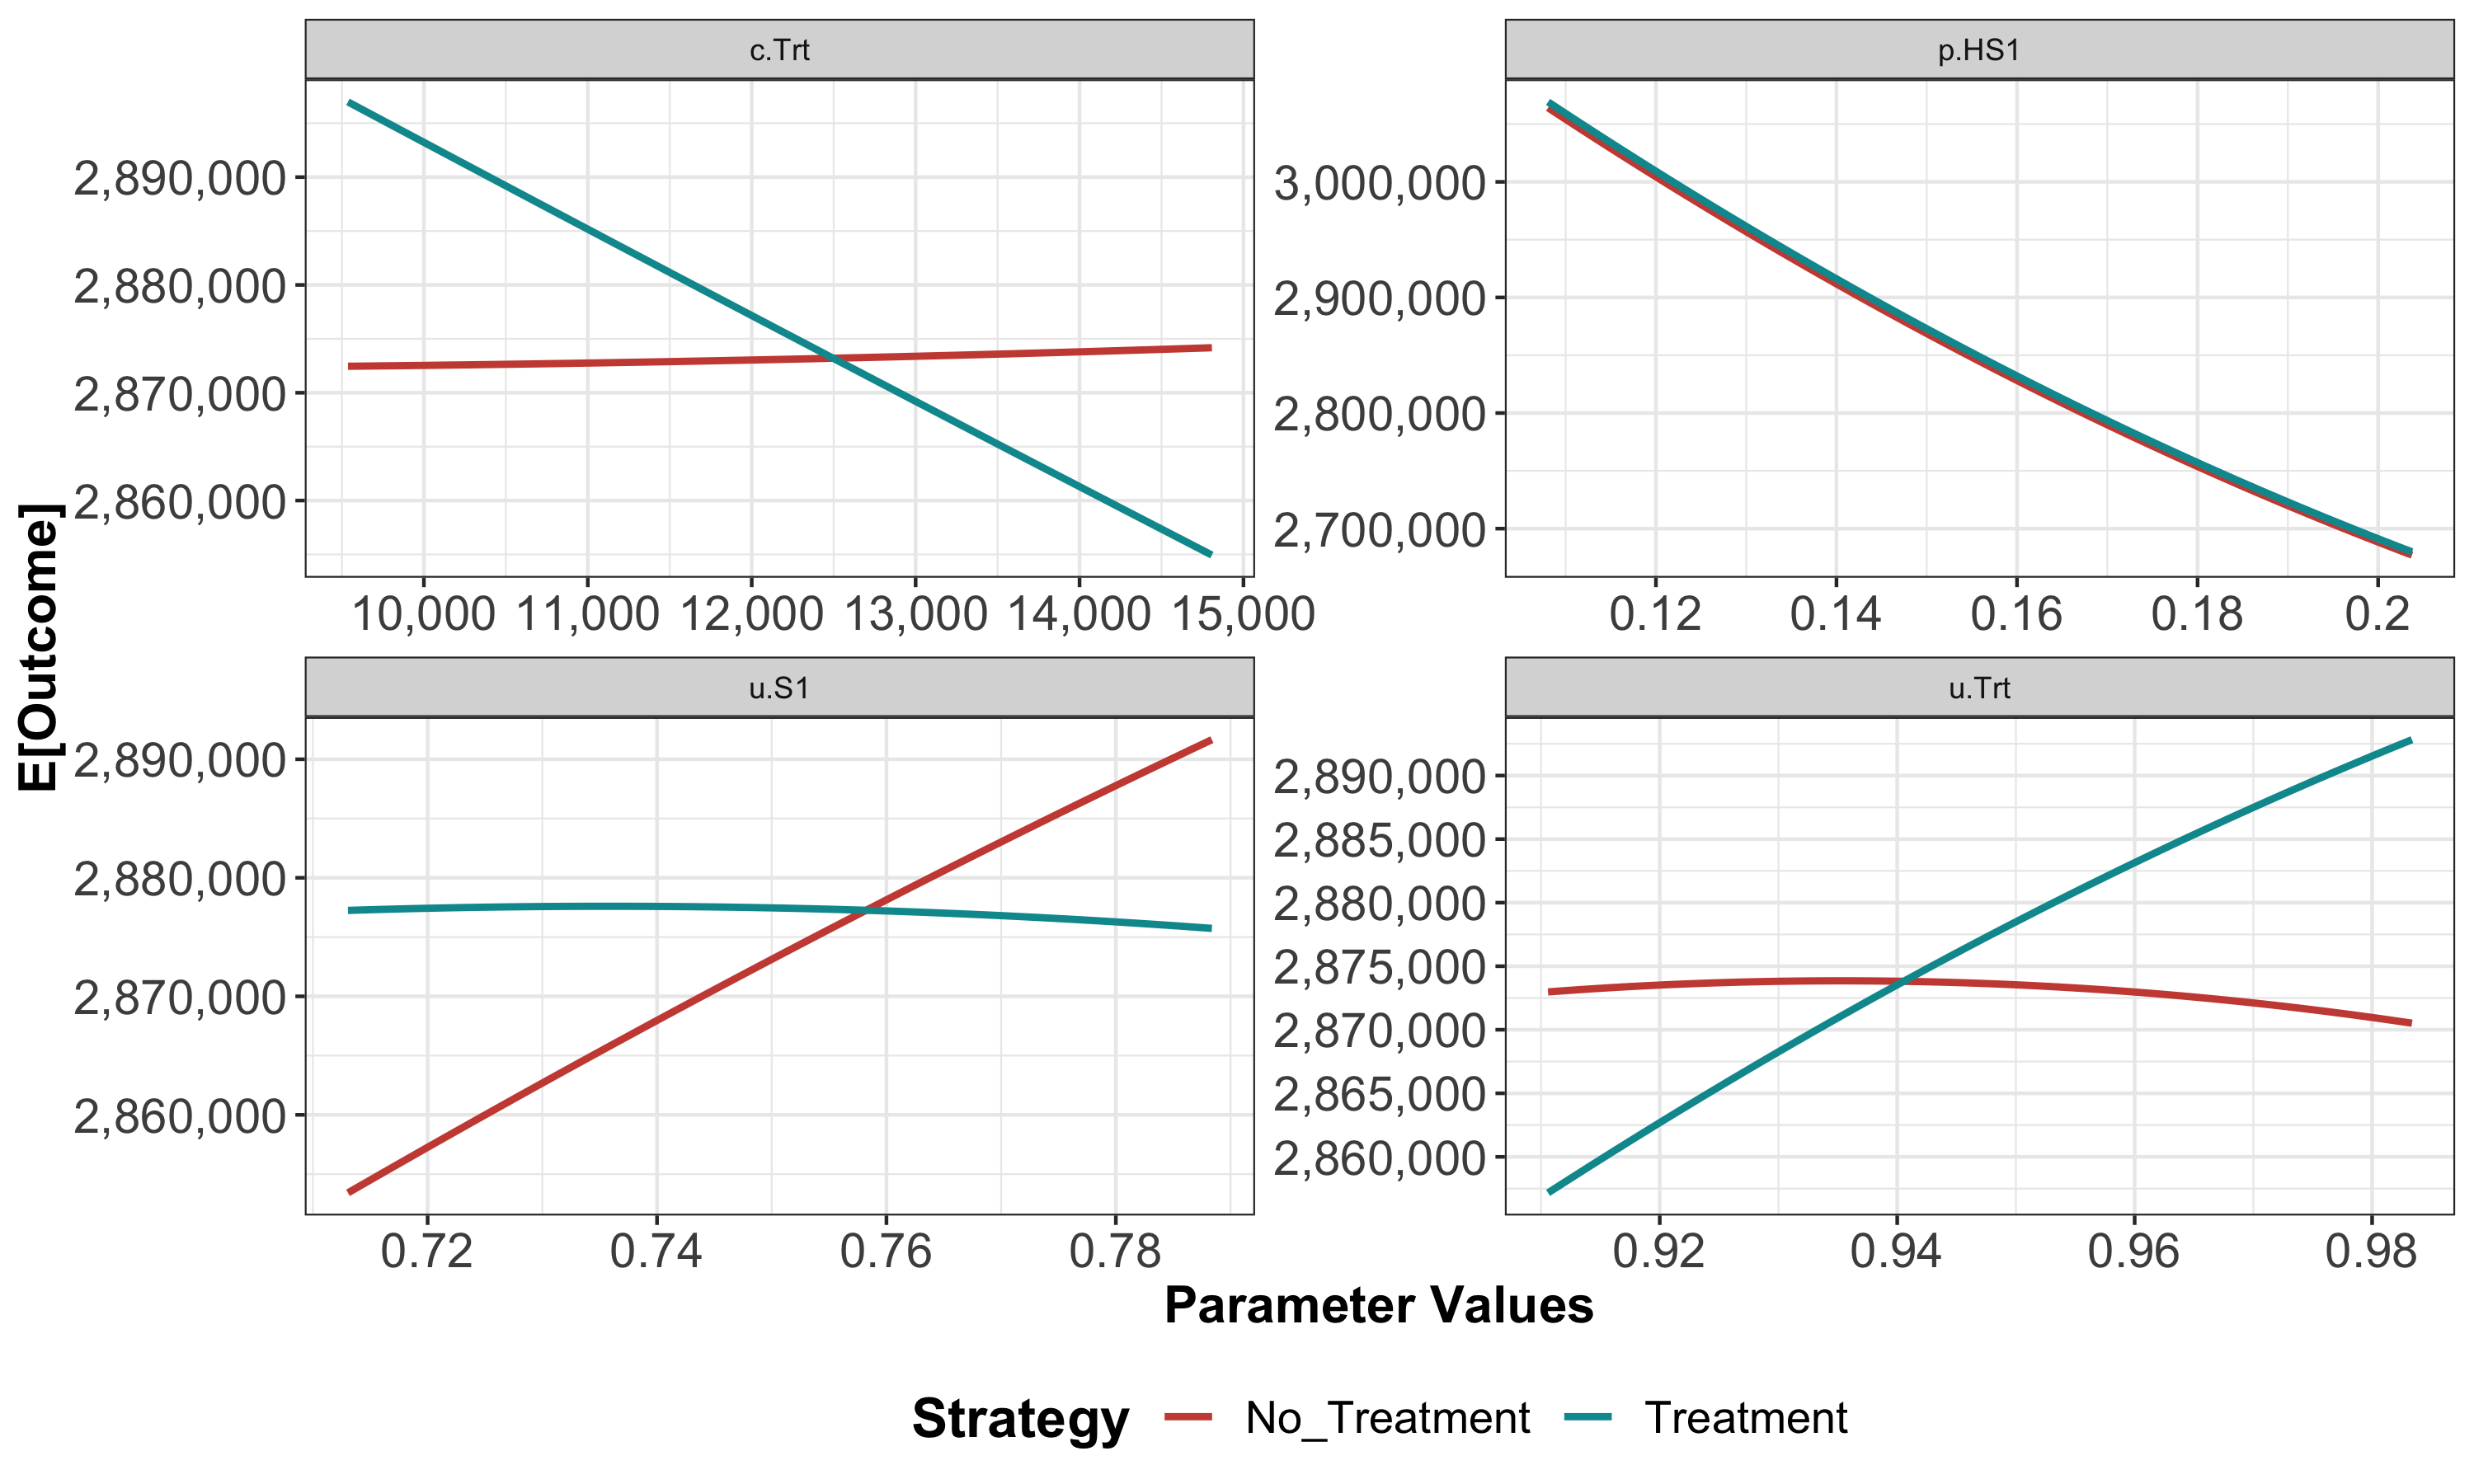 c.Trt
p.HS1
2,890,000
2,880,000
2,870,000
2,860,000
3,000,000
2,900,000
2,800,000
2,700,000
10,000 11,000 12,000 13,000 14,000 15,000
0.12 0.14 0.16 0.18 0.2
E[Outcome]
u.S1
u.Trt
2,890,000
2,880,000
2,870,000
2,860,000
2,890,000
2,885,000
2,880,000
2,875,000
2,870,000
2,865,000
2,860,000
0.72 0.74 0.76 0.78
0.92 0.94 0.96 0.98
Parameter Values
Strategy No_Treatment Treatment